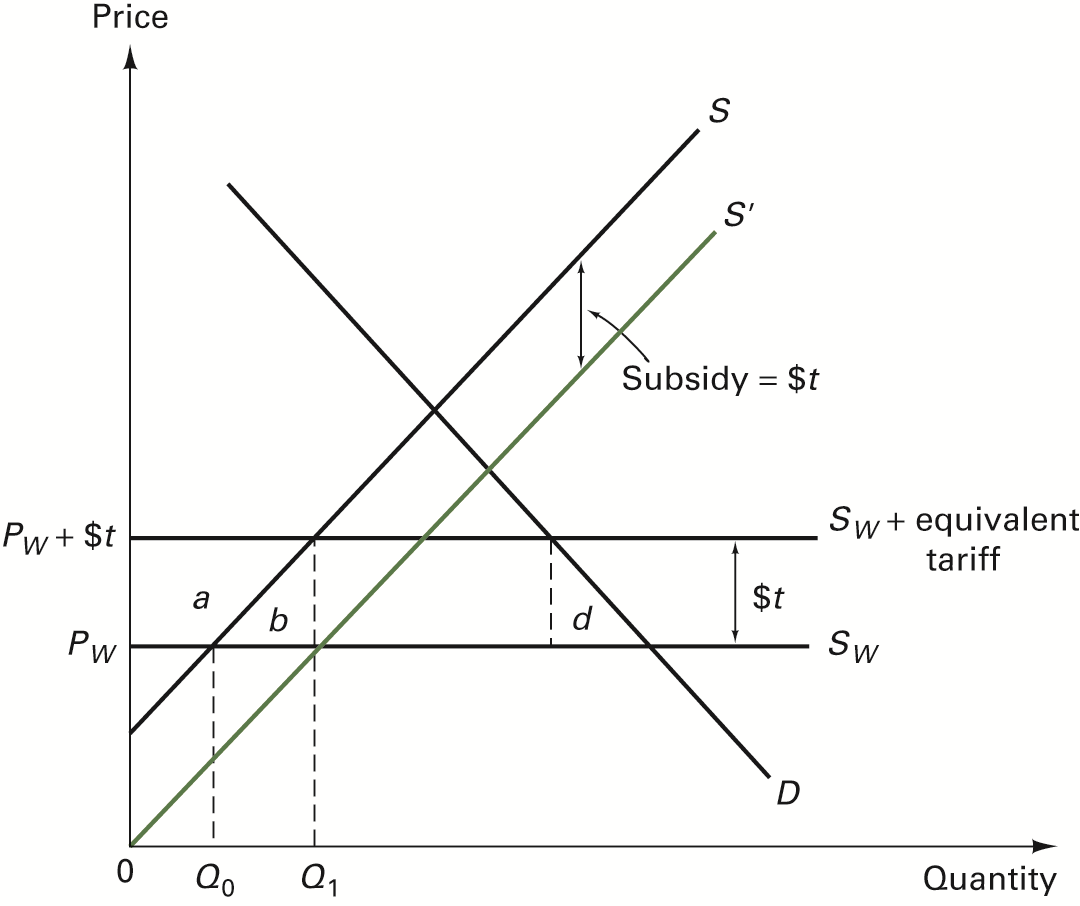 Price
S
S'
Subsidy = $t
P_W + $t
S_W + equivalent
tariff
a
b
d
$t
P_W
S_W
D
0
Q_0
Q_1
Quantity